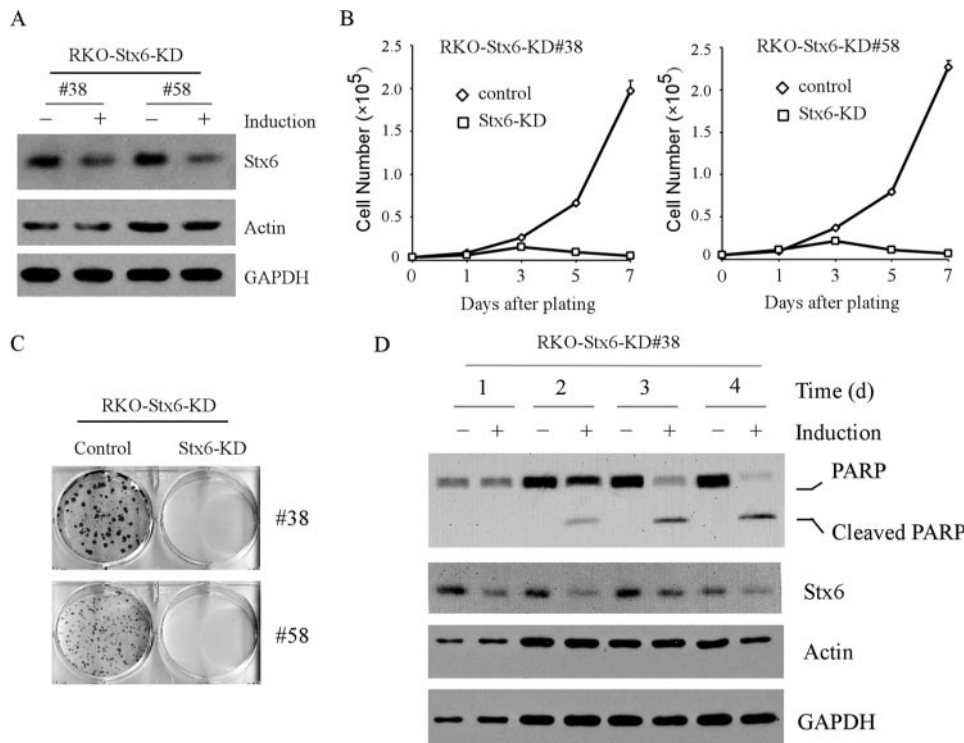 A
RKO-Stx6-KD
#38 #58
− + − + Induction
Stx6
Actin
GAPDH
B
RKO-Stx6-KD#38
control
Stx6-KD
Cell Number (×10⁵)
2.5
2.0
1.5
1.0
0.5
0
0 1 3 5 7
Days after plating
RKO-Stx6-KD#58
control
Stx6-KD
Cell Number (×10⁵)
2.5
2.0
1.5
1.0
0.5
0
0 1 3 5 7
Days after plating
C
RKO-Stx6-KD
Control Stx6-KD
#38
#58
D
RKO-Stx6-KD#38
1 2 3 4 Time (d)
− + − + − + − + Induction
PARP
Cleaved PARP
Stx6
Actin
GAPDH